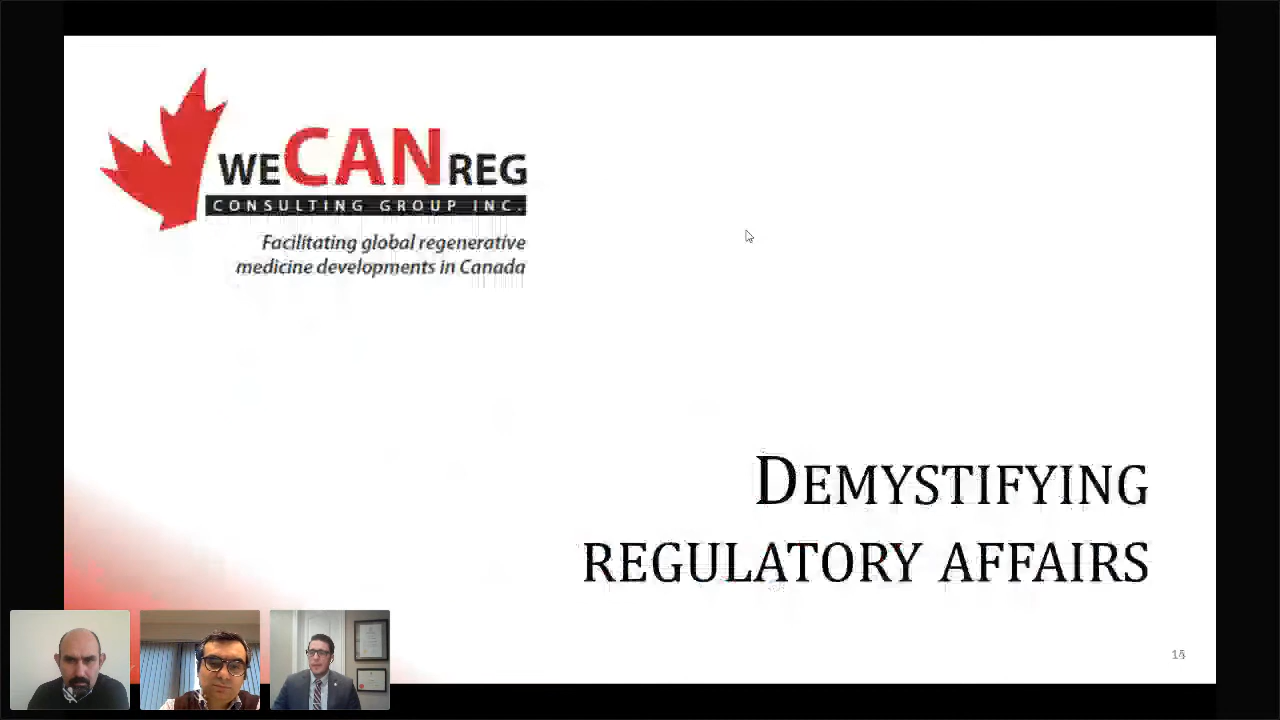 WECANREG
CONSULTING GROUP INC.
Facilitating global regenerative
medicine developments in Canada
DEMYSTIFYING
REGULATORY AFFAIRS